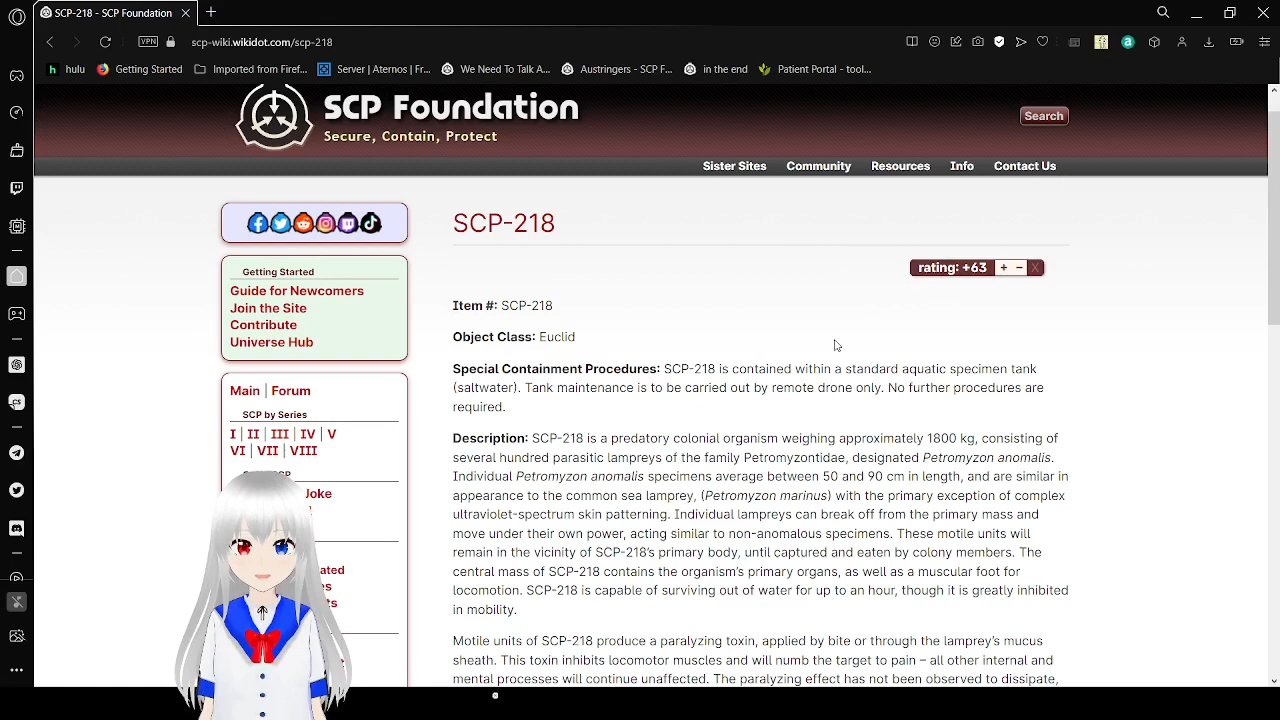 SCP-218 - SCP Foundation
VPN
scp-wiki.wikidot.com/scp-218
hulu
Getting Started
Imported from Firef...
Server | Aternos | Fr...
We Need To Talk A...
Austringers - SCP F...
in the end
Patient Portal - tool...
SCP Foundation
Secure, Contain, Protect
Search
Sister Sites
Community
Resources
Info
Contact Us
Getting Started
Guide for Newcomers
Join the Site
Contribute
Universe Hub
Main | Forum
SCP by Series
I | II | III | IV | V
VI | VII | VIII
Joke
SCP-218
rating: +63 + − X
Item #: SCP-218
Object Class: Euclid
Special Containment Procedures: SCP-218 is contained within a standard aquatic specimen tank
(saltwater). Tank maintenance is to be carried out by remote drone only. No further procedures are
required.
Description: SCP-218 is a predatory colonial organism weighing approximately 1800 kg, consisting of
several hundred parasitic lampreys of the family Petromyzontidae, designated Petromyzon anomalis.
Individual Petromyzon anomalis specimens average between 50 and 90 cm in length, and are similar in
appearance to the common sea lamprey, (Petromyzon marinus) with the primary exception of complex
ultraviolet-spectrum skin patterning. Individual lampreys can break off from the primary mass and
move under their own power, acting similar to non-anomalous specimens. These motile units will
remain in the vicinity of SCP-218's primary body, until captured and eaten by colony members. The
central mass of SCP-218 contains the organism's primary organs, as well as a muscular foot for
locomotion. SCP-218 is capable of surviving out of water for up to an hour, though it is greatly inhibited
in mobility.
Motile units of SCP-218 produce a paralyzing toxin, applied by bite or through the lamprey's mucus
sheath. This toxin inhibits locomotor muscles and will numb the target to pain – all other internal and
mental processes will continue unaffected. The paralyzing effect has not been observed to dissipate,